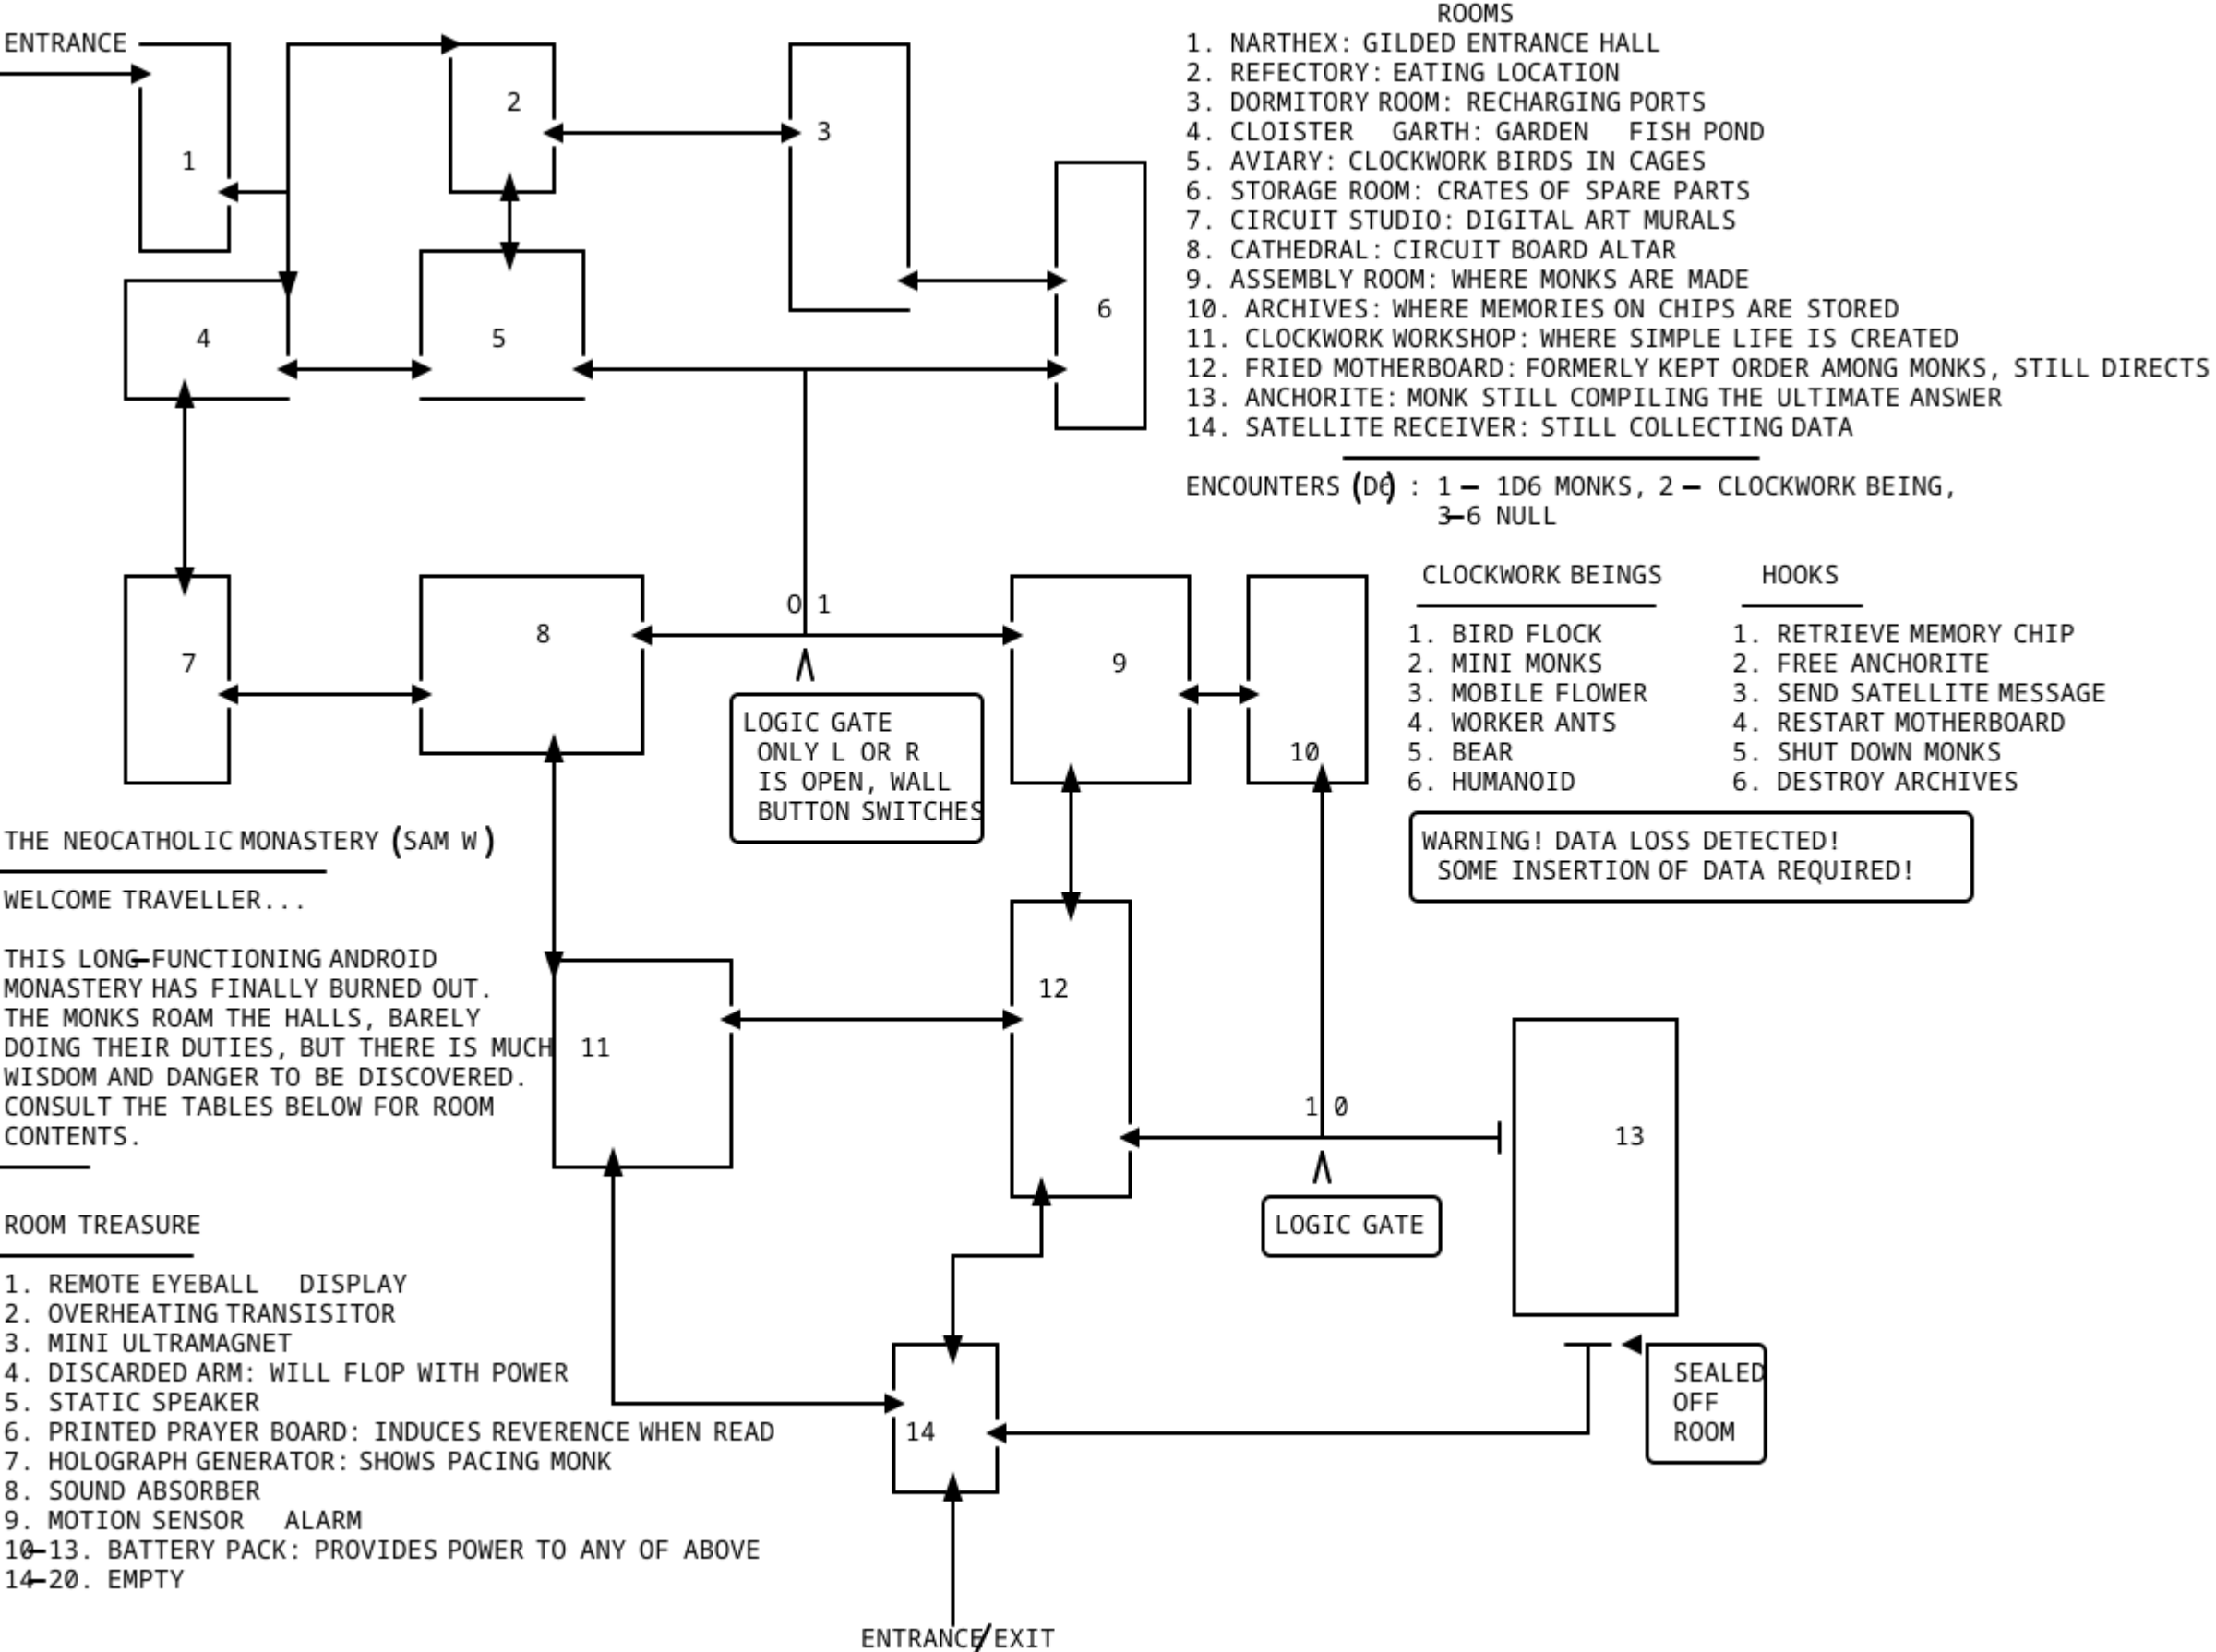 ENTRANCE
1
2
3
4
5
6
7
8
9
10
11
12
13
14
O 1
LOGIC GATE
ONLY L OR R
IS OPEN, WALL
BUTTON SWITCHES
1 0
LOGIC GATE
SEALED
OFF
ROOM
ENTRANCE/EXIT
ROOMS
1. NARTHEX: GILDED ENTRANCE HALL
2. REFECTORY: EATING LOCATION
3. DORMITORY ROOM: RECHARGING PORTS
4. CLOISTER GARTH: GARDEN FISH POND
5. AVIARY: CLOCKWORK BIRDS IN CAGES
6. STORAGE ROOM: CRATES OF SPARE PARTS
7. CIRCUIT STUDIO: DIGITAL ART MURALS
8. CATHEDRAL: CIRCUIT BOARD ALTAR
9. ASSEMBLY ROOM: WHERE MONKS ARE MADE
10. ARCHIVES: WHERE MEMORIES ON CHIPS ARE STORED
11. CLOCKWORK WORKSHOP: WHERE SIMPLE LIFE IS CREATED
12. FRIED MOTHERBOARD: FORMERLY KEPT ORDER AMONG MONKS, STILL DIRECTS
13. ANCHORITE: MONK STILL COMPILING THE ULTIMATE ANSWER
14. SATELLITE RECEIVER: STILL COLLECTING DATA
ENCOUNTERS (D6) : 1 — 1D6 MONKS, 2 — CLOCKWORK BEING,
3—6 NULL
CLOCKWORK BEINGS
1. BIRD FLOCK
2. MINI MONKS
3. MOBILE FLOWER
4. WORKER ANTS
5. BEAR
6. HUMANOID
HOOKS
1. RETRIEVE MEMORY CHIP
2. FREE ANCHORITE
3. SEND SATELLITE MESSAGE
4. RESTART MOTHERBOARD
5. SHUT DOWN MONKS
6. DESTROY ARCHIVES
WARNING! DATA LOSS DETECTED!
SOME INSERTION OF DATA REQUIRED!
THE NEOCATHOLIC MONASTERY (SAM W)
WELCOME TRAVELLER...
THIS LONG—FUNCTIONING ANDROID
MONASTERY HAS FINALLY BURNED OUT.
THE MONKS ROAM THE HALLS, BARELY
DOING THEIR DUTIES, BUT THERE IS MUCH
WISDOM AND DANGER TO BE DISCOVERED.
CONSULT THE TABLES BELOW FOR ROOM
CONTENTS.
ROOM TREASURE
1. REMOTE EYEBALL DISPLAY
2. OVERHEATING TRANSISITOR
3. MINI ULTRAMAGNET
4. DISCARDED ARM: WILL FLOP WITH POWER
5. STATIC SPEAKER
6. PRINTED PRAYER BOARD: INDUCES REVERENCE WHEN READ
7. HOLOGRAPH GENERATOR: SHOWS PACING MONK
8. SOUND ABSORBER
9. MOTION SENSOR ALARM
10—13. BATTERY PACK: PROVIDES POWER TO ANY OF ABOVE
14—20. EMPTY